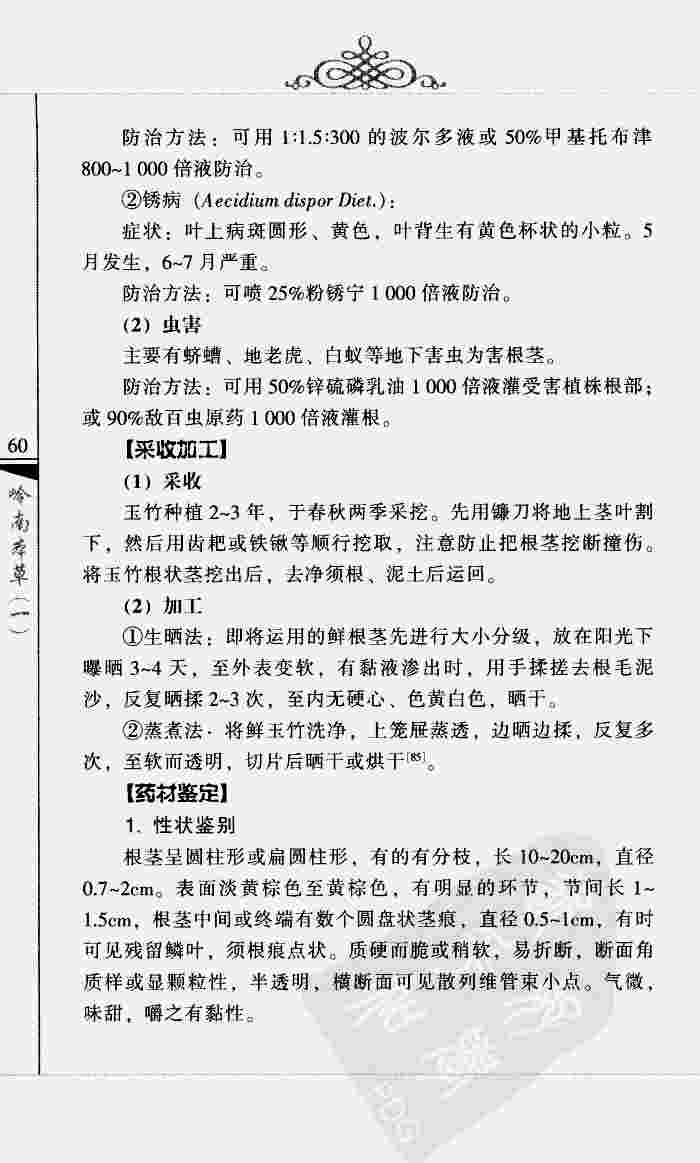 防治方法：可用 1:1.5:300 的波尔多液或 50%甲基托布津
800~1 000 倍液防治。
②锈病（Aecidium dispor Diet.）：
症状：叶上病斑圆形、黄色，叶背生有黄色杯状的小粒。5
月发生，6~7 月严重。
防治方法：可喷 25%粉锈宁 1 000 倍液防治。
（2）虫害
主要有蛴螬、地老虎、白蚁等地下害虫为害根茎。
防治方法：可用 50%锌硫磷乳油 1 000 倍液灌受害植株根部；
或 90%敌百虫原药 1 000 倍液灌根。
【采收加工】
（1）采收
玉竹种植 2~3 年，于春秋两季采挖。先用镰刀将地上茎叶割
下，然后用齿耙或铁锹等顺行挖取，注意防止把根茎挖断撞伤。
将玉竹根状茎挖出后，去净须根、泥土后运回。
（2）加工
①生晒法：即将运用的鲜根茎先进行大小分级，放在阳光下
曝晒 3~4 天，至外表变软，有黏液渗出时，用手揉搓去根毛泥
沙，反复晒揉 2~3 次，至内无硬心、色黄白色，晒干。
②蒸煮法· 将鲜玉竹洗净，上笼屉蒸透，边晒边揉，反复多
次，至软而透明，切片后晒干或烘干[85]。
【药材鉴定】
1. 性状鉴别
根茎呈圆柱形或扁圆柱形，有的有分枝，长 10~20cm，直径
0.7~2cm。表面淡黄棕色至黄棕色，有明显的环节，节间长 1~
1.5cm，根茎中间或终端有数个圆盘状茎痕，直径 0.5~1cm，有时
可见残留鳞叶，须根痕点状。质硬而脆或稍软，易折断，断面角
质样或显颗粒性，半透明，横断面可见散列维管束小点。气微，
味甜，嚼之有黏性。
60
岭南本草（一）